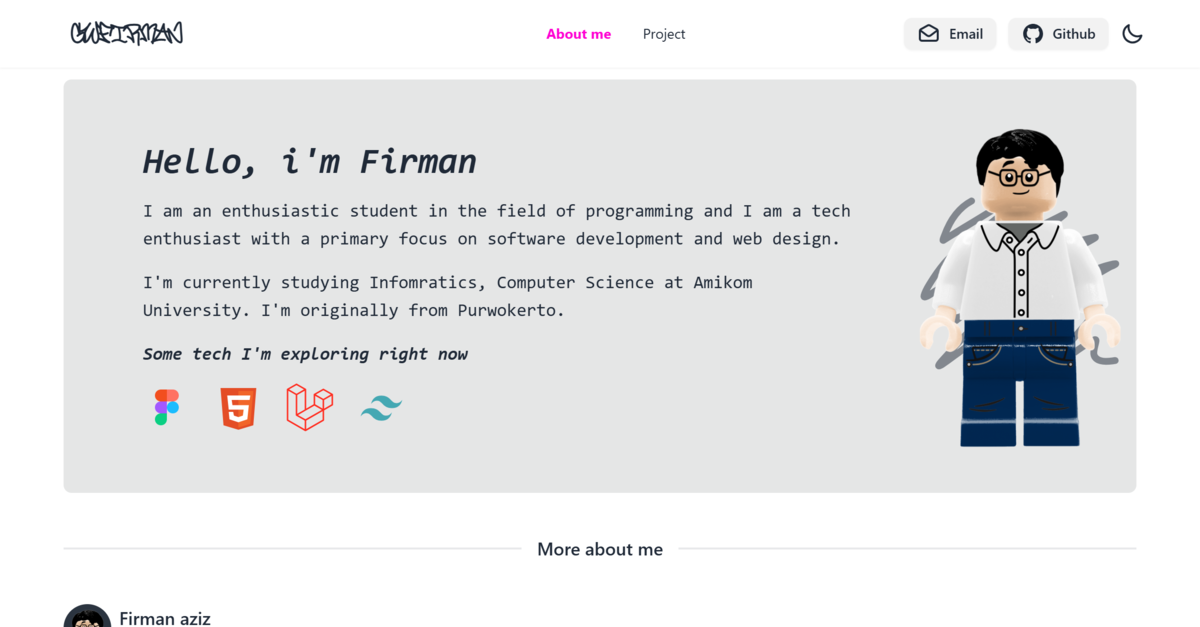 GWEFIRMAN
About me
Project
Email
Github
Hello, i'm Firman
I am an enthusiastic student in the field of programming and I am a tech
enthusiast with a primary focus on software development and web design.
I'm currently studying Infomratics, Computer Science at Amikom
University. I'm originally from Purwokerto.
Some tech I'm exploring right now
5
More about me
Firman aziz